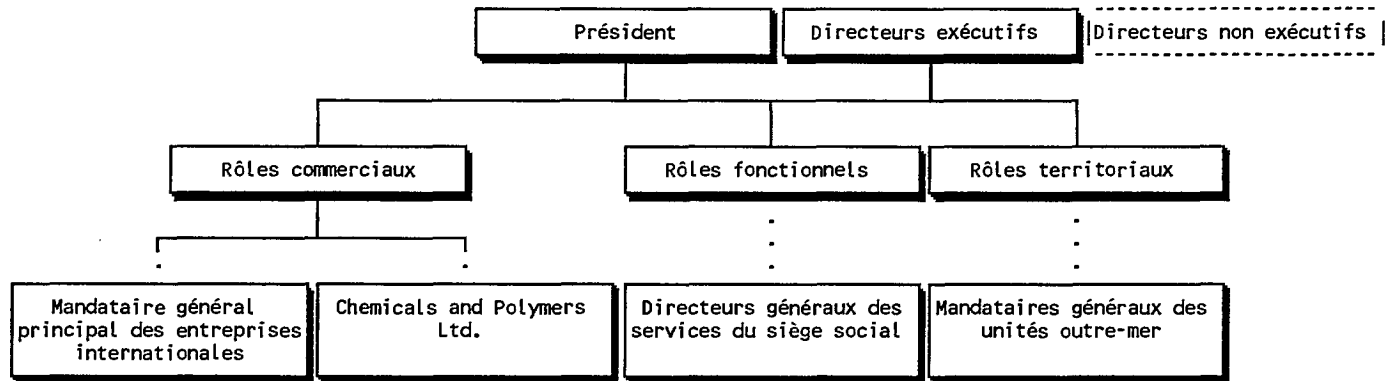 Président
Directeurs exécutifs
Directeurs non exécutifs
Rôles commerciaux
Rôles fonctionnels
Rôles territoriaux
Mandataire général
principal des entreprises
internationales
Chemicals and Polymers
Ltd.
Directeurs généraux des
services du siège social
Mandataires généraux des
unités outre-mer